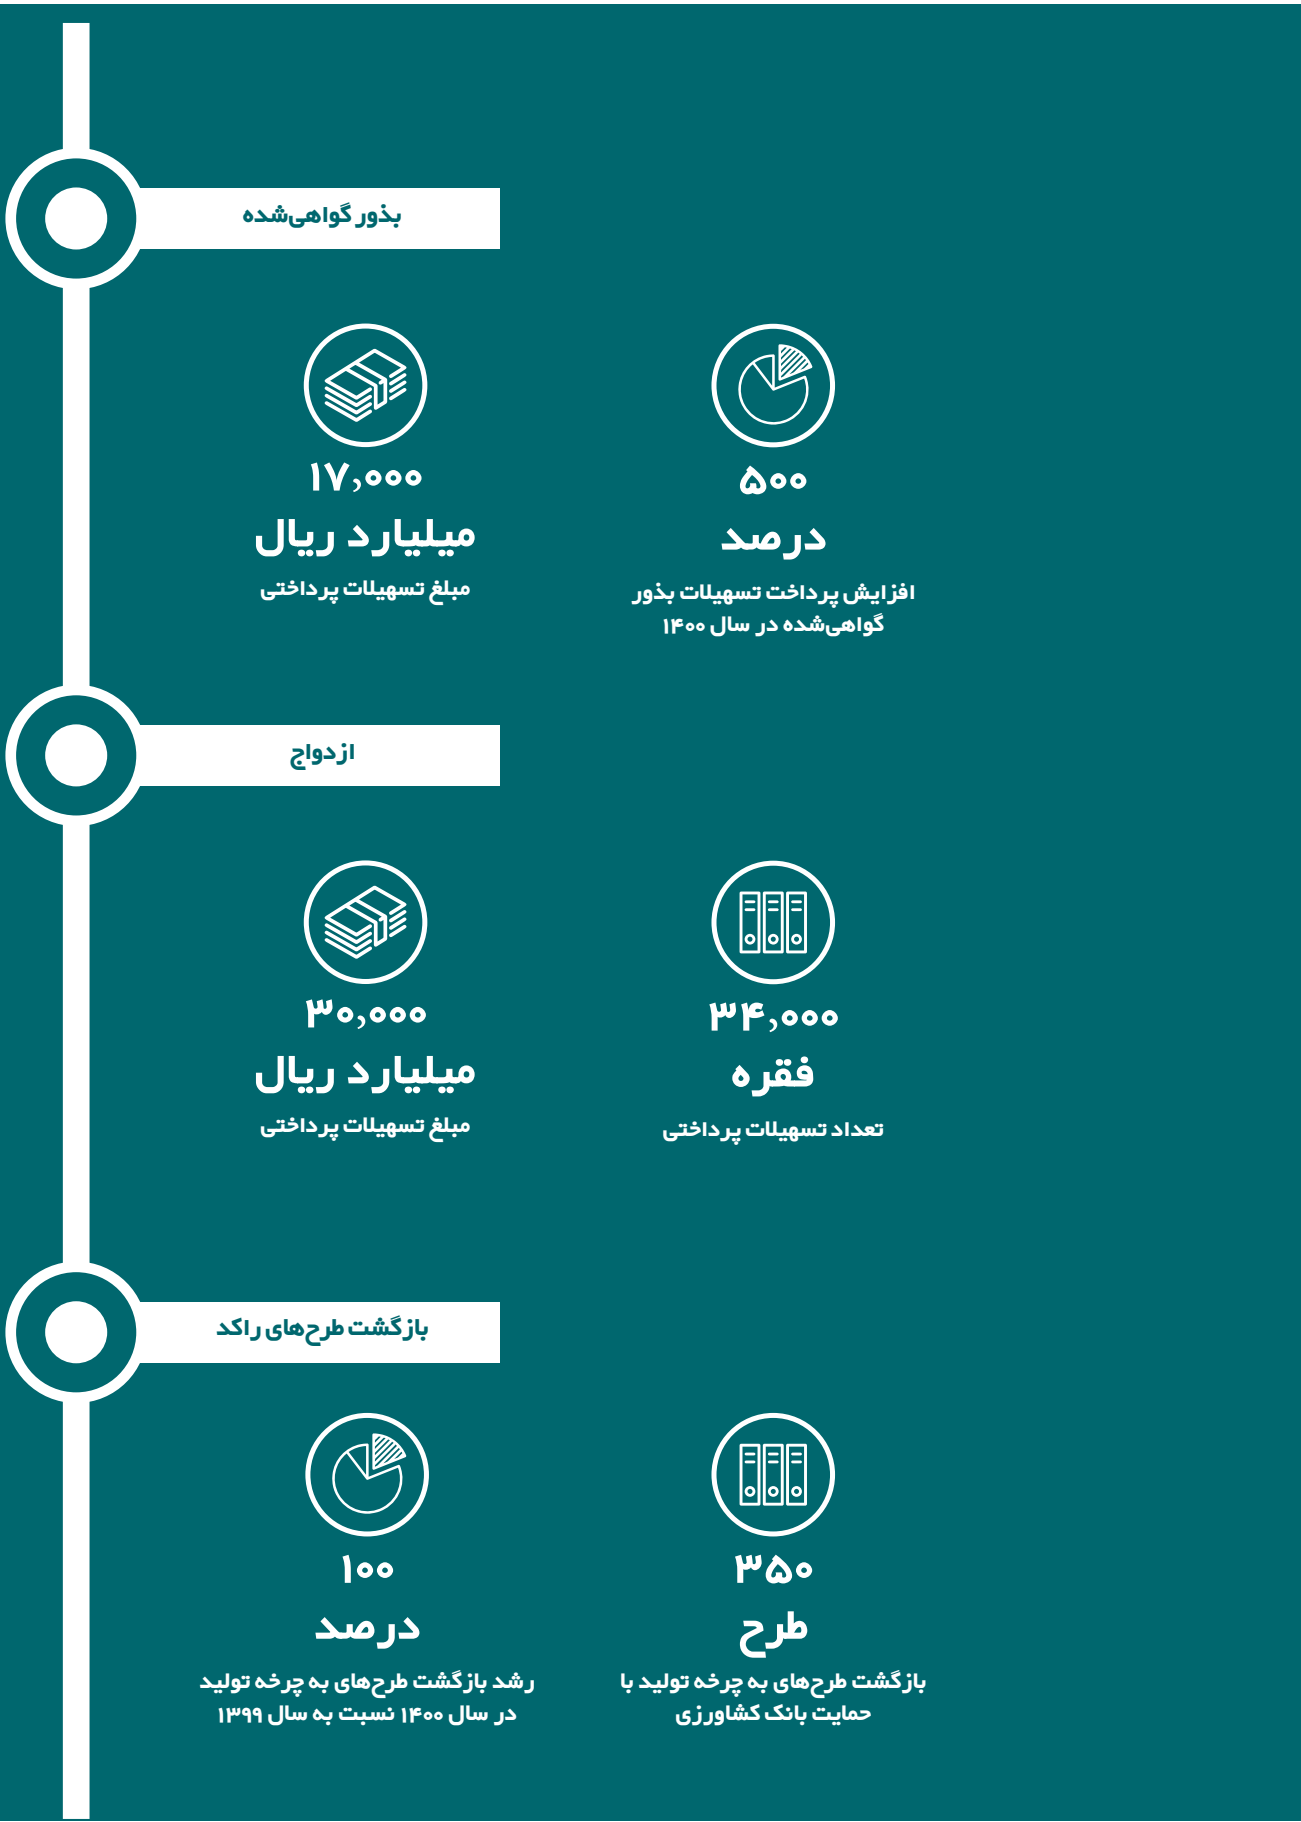 بذور گواهی‌شده
۵۰۰
درصد
افزایش پرداخت تسهیلات بذور
گواهی‌شده در سال ۱۴۰۰
۱۷,۰۰۰
میلیارد ریال
مبلغ تسهیلات پرداختی
ازدواج
۳۴,۰۰۰
فقره
تعداد تسهیلات پرداختی
۳۰,۰۰۰
میلیارد ریال
مبلغ تسهیلات پرداختی
بازگشت طرح‌های راکد
۳۵۰
طرح
بازگشت طرح‌های به چرخه تولید با
حمایت بانک کشاورزی
۱۰۰
درصد
رشد بازگشت طرح‌های به چرخه تولید
در سال ۱۴۰۰ نسبت به سال ۱۳۹۹